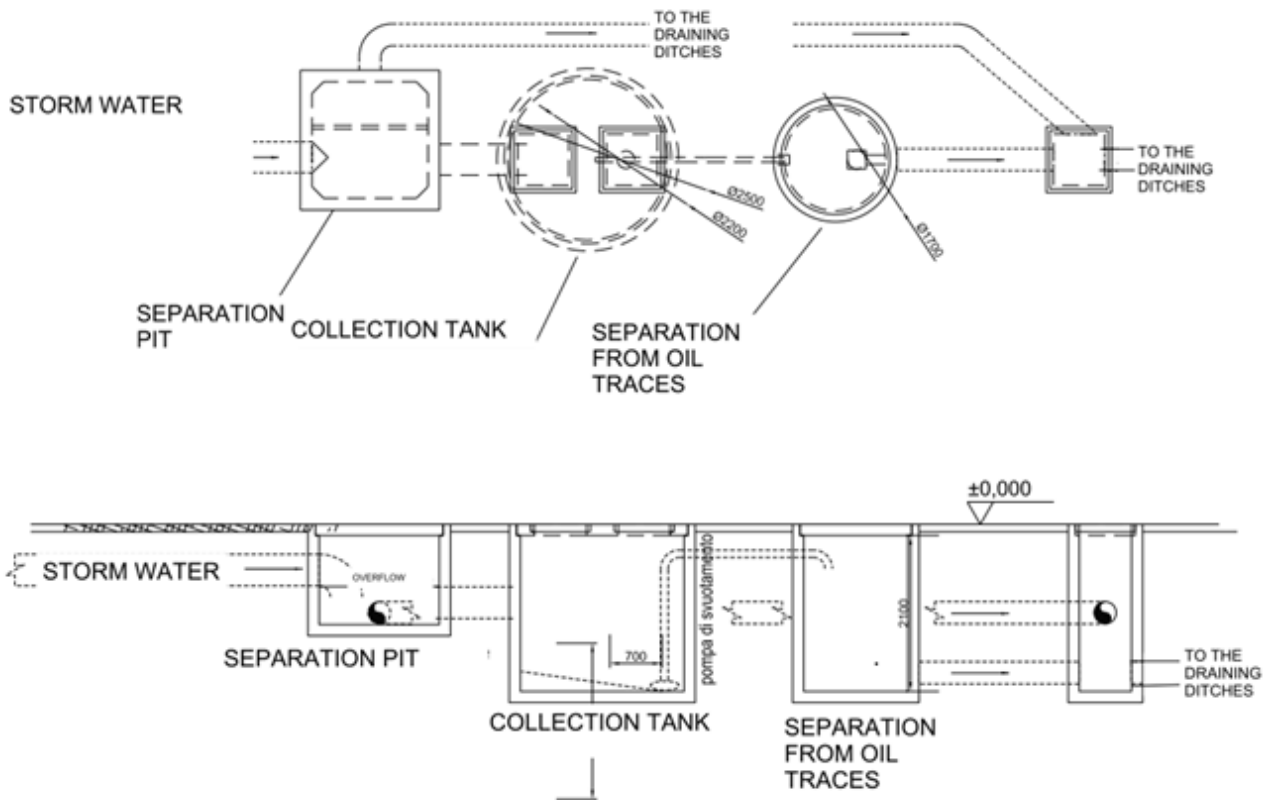 TO THE
DRAINING
DITCHES
STORM WATER
TO THE
DRAINING
DITCHES
Ø2500
Ø2200
Ø1700
SEPARATION
PIT
COLLECTION TANK
SEPARATION
FROM OIL
TRACES
±0,000
STORM WATER
OVERFLOW
pompa di svuotamento
2100
700
SEPARATION PIT
TO THE
DRAINING
DITCHES
COLLECTION TANK
SEPARATION
FROM OIL
TRACES